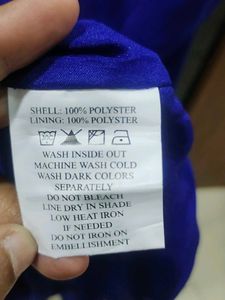 SHELL: 100% POLYSTER
LINING: 100% POLYSTER
WASH INSIDE OUT
MACHINE WASH COLD
WASH DARK COLORS
SEPARATELY
DO NOT BLEACH
LINE DRY IN SHADE
LOW HEAT IRON
IF NEEDED
DO NOT IRON ON
EMBELLISHMENT